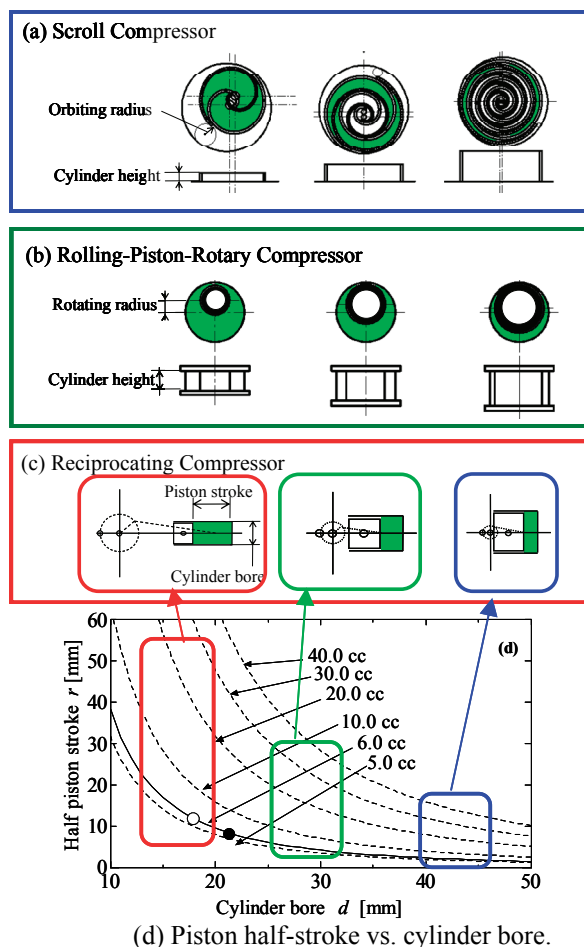 (a) Scroll Compressor
Orbiting radius
Cylinder height
(b) Rolling-Piston-Rotary Compressor
Rotating radius
Cylinder height
(c) Reciprocating Compressor
Piston stroke
Cylinder bore
60
50
40
30
20
10
0
Half piston stroke r [mm]
(d)
40.0 cc
30.0 cc
20.0 cc
10.0 cc
6.0 cc
5.0 cc
10 20 30 40 50
Cylinder bore d [mm]
(d) Piston half-stroke vs. cylinder bore.